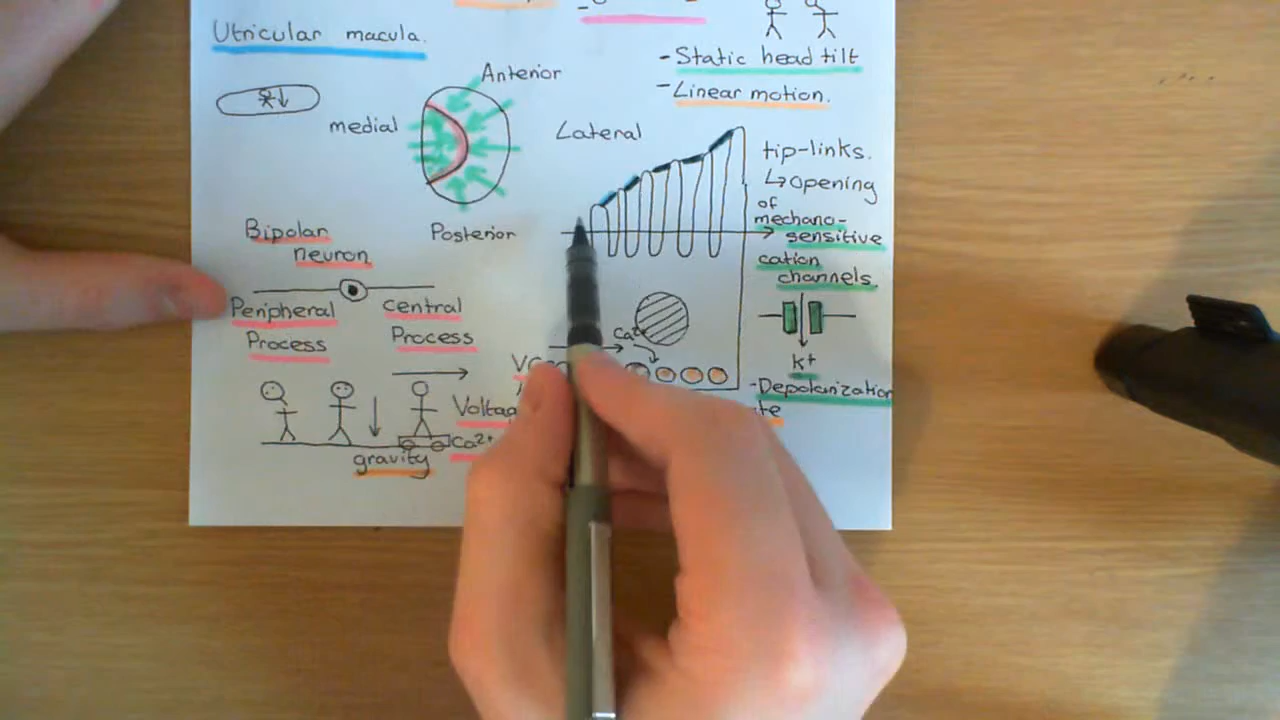 Utricular macula.
- Static head tilt
- Linear motion.
Anterior
medial
Lateral
Posterior
tip-links.
↳ opening
of
mechano-
sensitive
cation
channels.
K+
- Depolarization
Bipolar
neuron
Peripheral
Process
central
Process
gravity
Ca2+
Ca2+